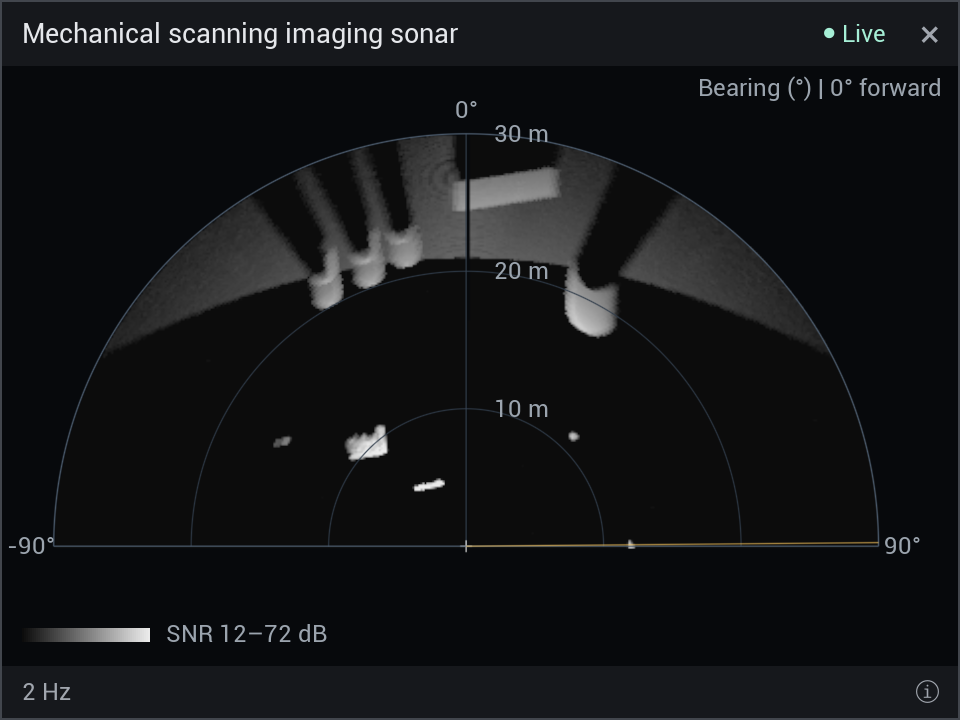 Mechanical scanning imaging sonar
Live
Bearing (°) | 0° forward
0°
30 m
20 m
10 m
-90°
90°
SNR 12–72 dB
2 Hz